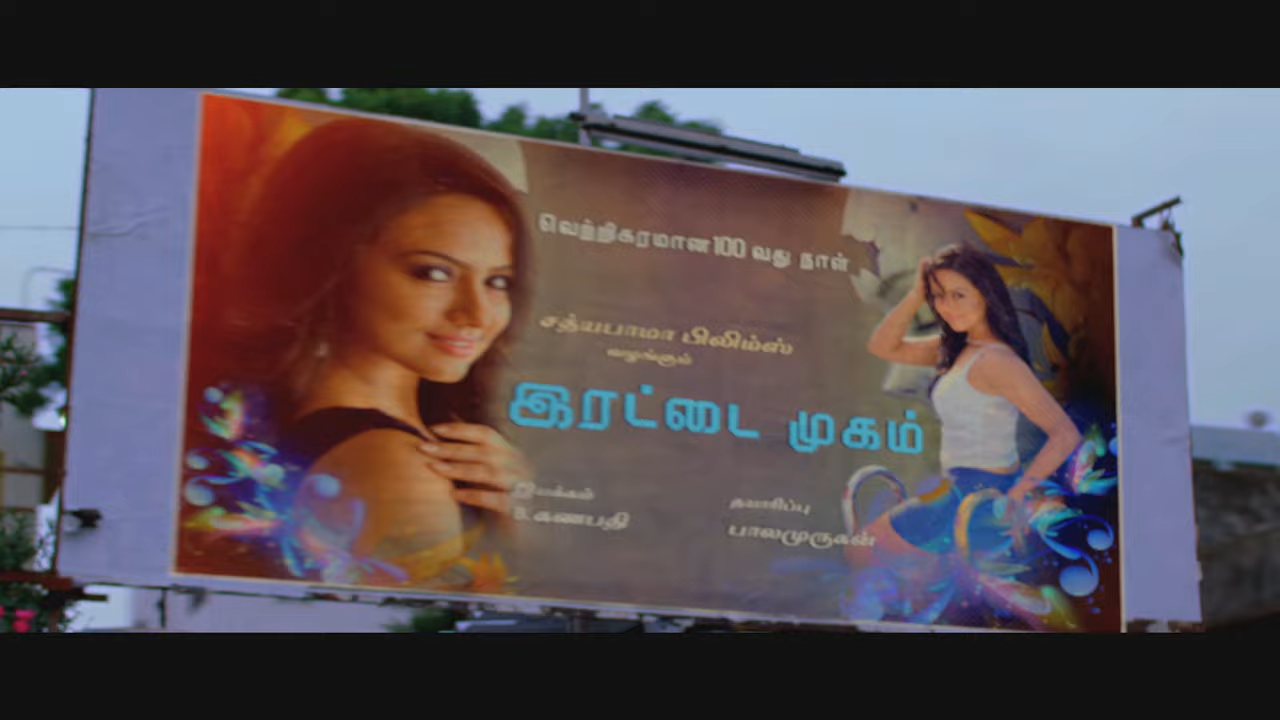 வெற்றிகரமான 100 வது நாள்
சத்யபாமா பிலிம்ஸ்
வழங்கும்
இரட்டை முகம்
இயக்கம்
கணபதி
தயாரிப்பு
பாலமுருகன்